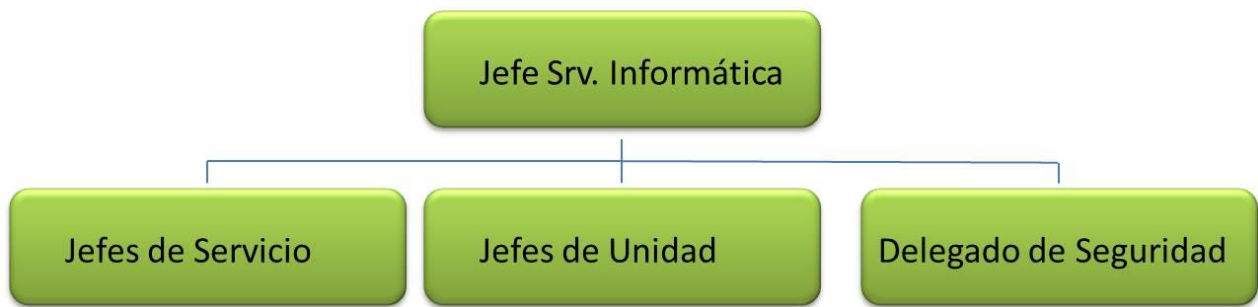 Jefe Srv. Informática
Jefes de Servicio
Jefes de Unidad
Delegado de Seguridad